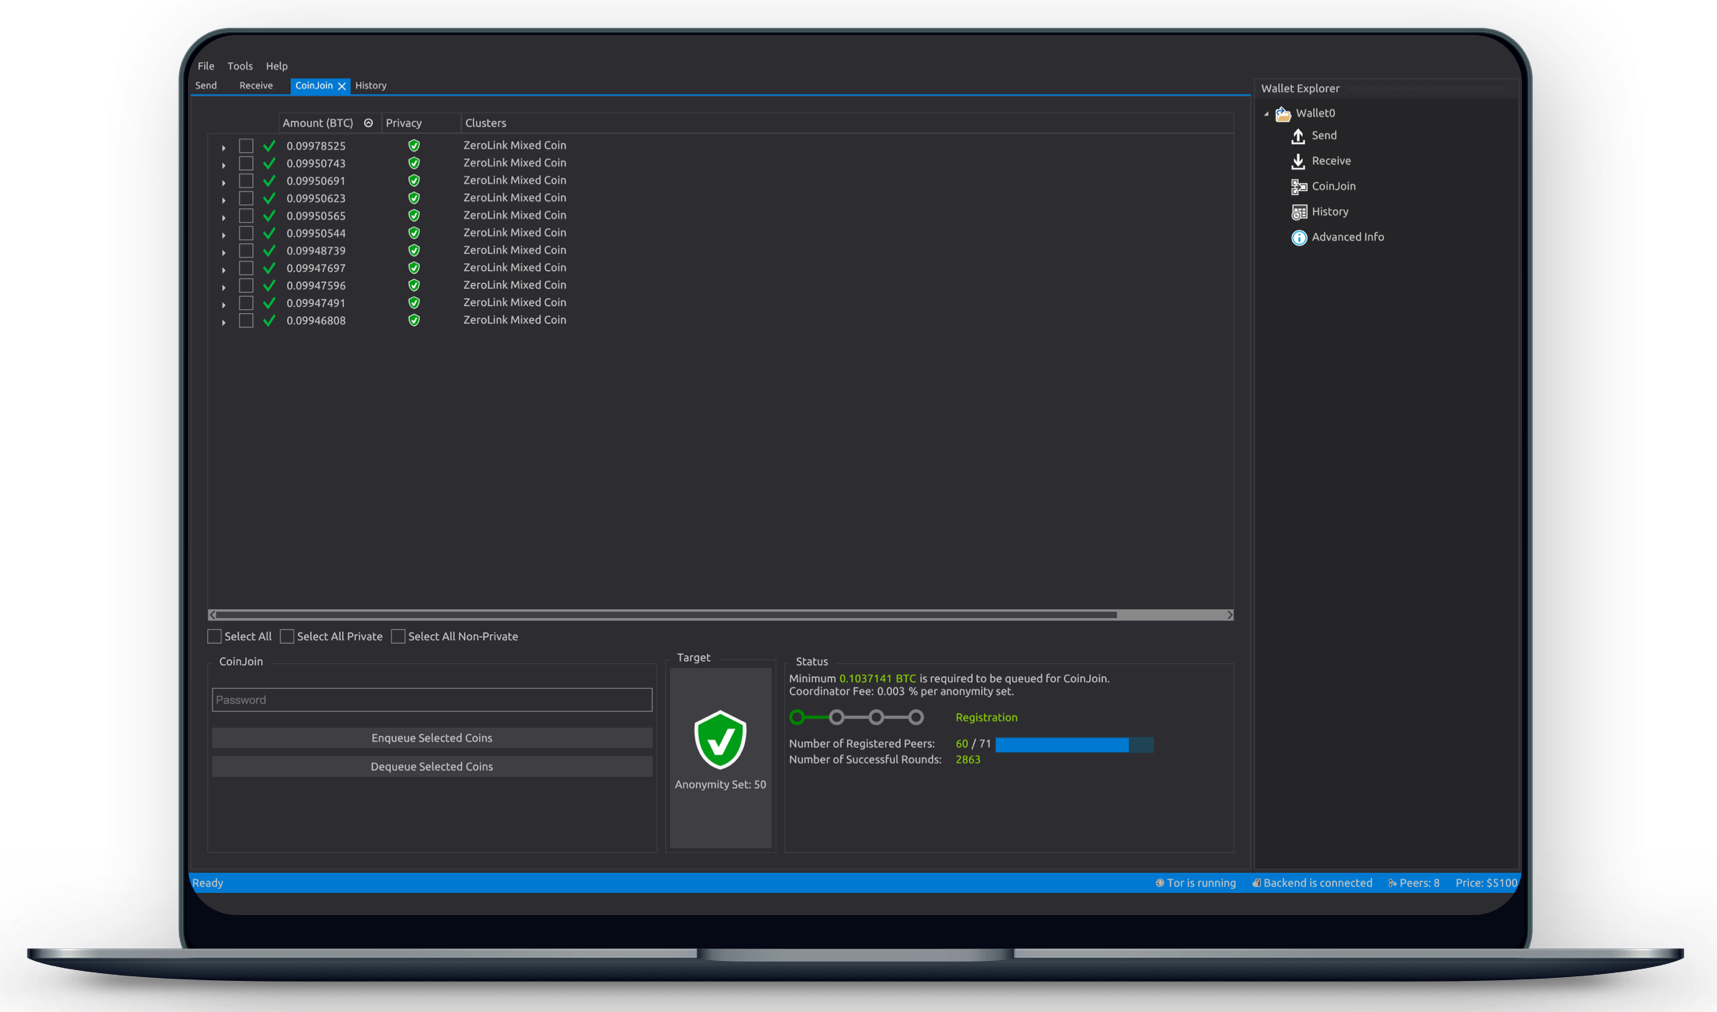 File Tools Help
Send Receive CoinJoin History
Wallet Explorer
Wallet0
Send
Receive
CoinJoin
History
Advanced Info
Amount (BTC) Privacy Clusters
0.09978525 ZeroLink Mixed Coin
0.09950743 ZeroLink Mixed Coin
0.09950691 ZeroLink Mixed Coin
0.09950623 ZeroLink Mixed Coin
0.09950565 ZeroLink Mixed Coin
0.09950544 ZeroLink Mixed Coin
0.09948739 ZeroLink Mixed Coin
0.09947697 ZeroLink Mixed Coin
0.09947596 ZeroLink Mixed Coin
0.09947491 ZeroLink Mixed Coin
0.09946808 ZeroLink Mixed Coin
Select All Select All Private Select All Non-Private
CoinJoin
Password
Enqueue Selected Coins
Dequeue Selected Coins
Target
Anonymity Set: 50
Status
Minimum 0.1037141 BTC is required to be queued for CoinJoin.
Coordinator Fee: 0.003 % per anonymity set.
Registration
Number of Registered Peers: 60 / 71
Number of Successful Rounds: 2863
Ready Tor is running Backend is connected Peers: 8 Price: $5100